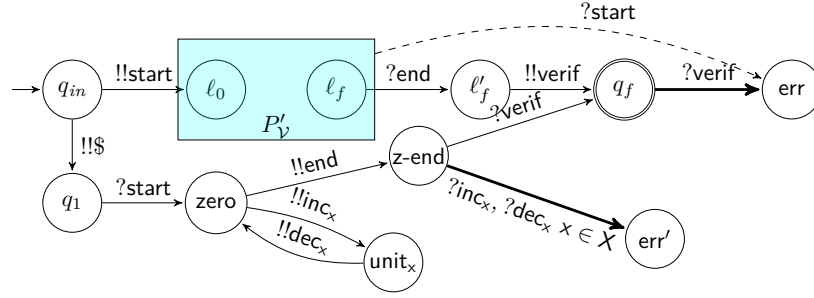 ?start
q_in
!!start
ℓ_0
ℓ_f
?end
ℓ'_f
!!verif
q_f
?verif
err
P'_𝒱
?verif
!!$
z-end
!!end
?start
q_1
zero
!!inc_x
?inc_x, ?dec_x x ∈ X
!!dec_x
unit_x
err'